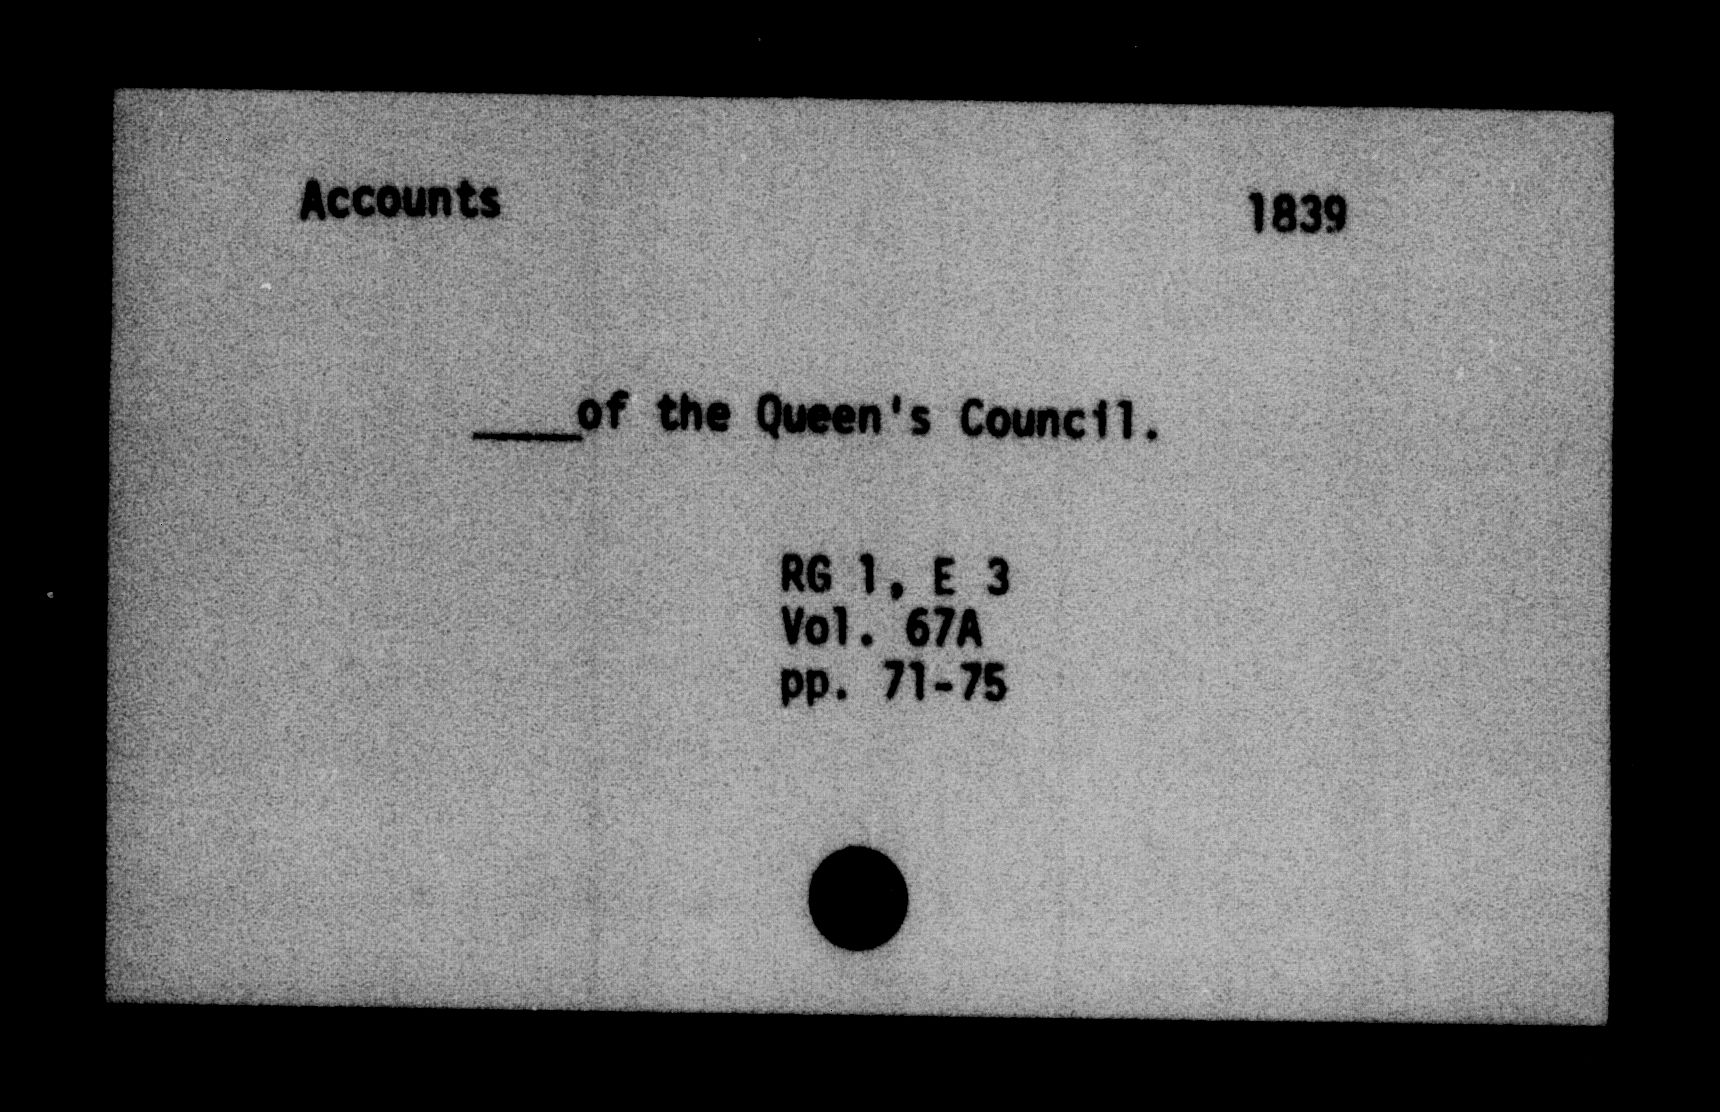 Accounts 1839
____of the Queen's Council.
RG 1, E 3
Vol. 67A
pp. 71-75